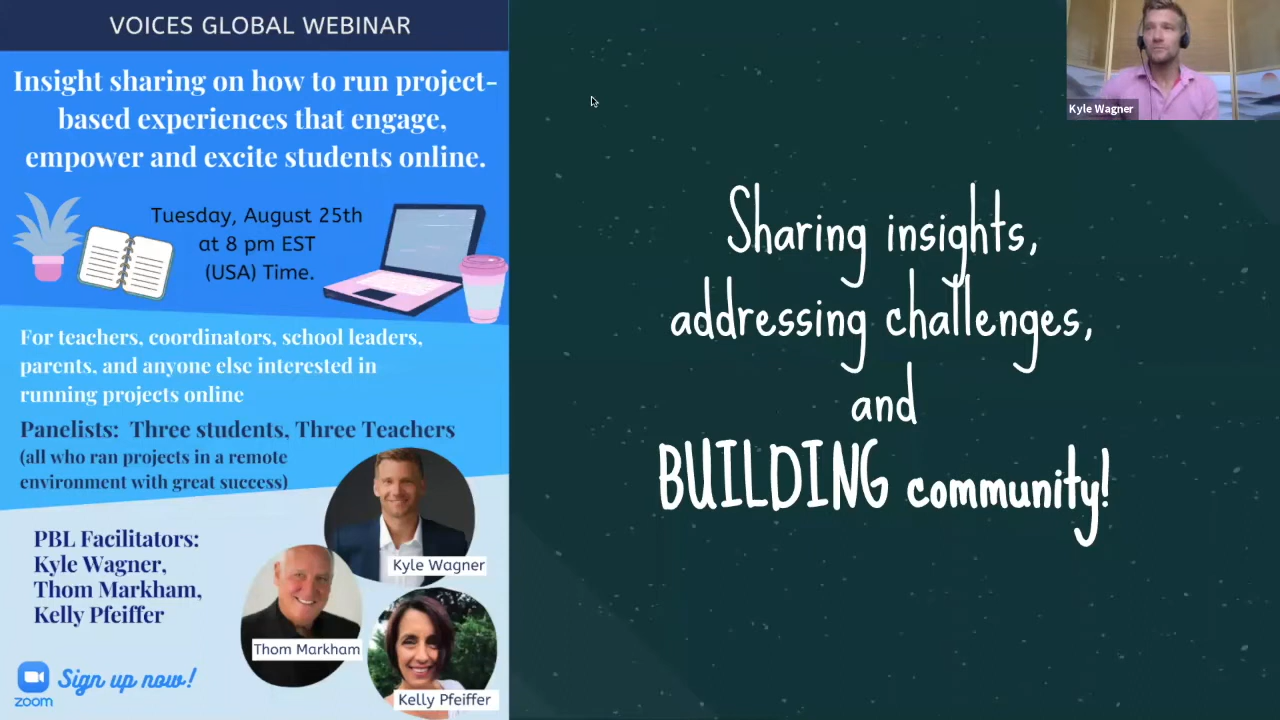 VOICES GLOBAL WEBINAR
Insight sharing on how to run project-
based experiences that engage,
empower and excite students online.
Tuesday, August 25th
at 8 pm EST
(USA) Time.
For teachers, coordinators, school leaders,
parents, and anyone else interested in
running projects online
Panelists: Three students, Three Teachers
(all who ran projects in a remote
environment with great success)
PBL Facilitators:
Kyle Wagner,
Thom Markham,
Kelly Pfeiffer
Kyle Wagner
Thom Markham
Kelly Pfeiffer
Sign up now!
zoom
Sharing insights,
addressing challenges,
and
BUILDING community!
Kyle Wagner